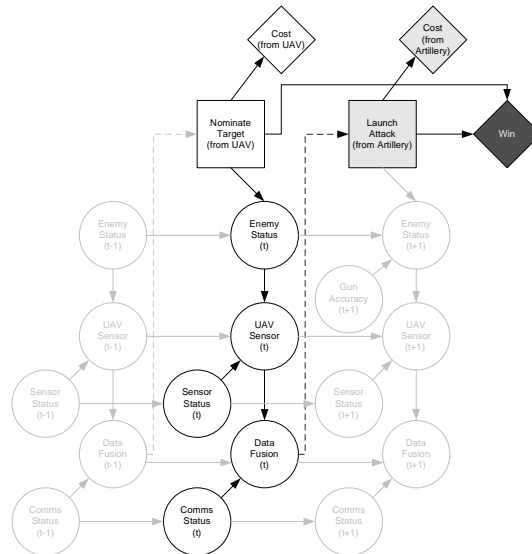 Cost
(from UAV)
Cost
(from
Artillery)
Nominate
Target
(from UAV)
Launch
Attack
(from Artillery)
Win
Enemy
Status
(t-1)
Enemy
Status
(t)
Enemy
Status
(t+1)
Gun
Accuracy
(t+1)
UAV
Sensor
(t-1)
UAV
Sensor
(t)
UAV
Sensor
(t+1)
Sensor
Status
(t-1)
Sensor
Status
(t)
Sensor
Status
(t+1)
Data
Fusion
(t-1)
Data
Fusion
(t)
Data
Fusion
(t+1)
Comms
Status
(t-1)
Comms
Status
(t)
Comms
Status
(t+1)